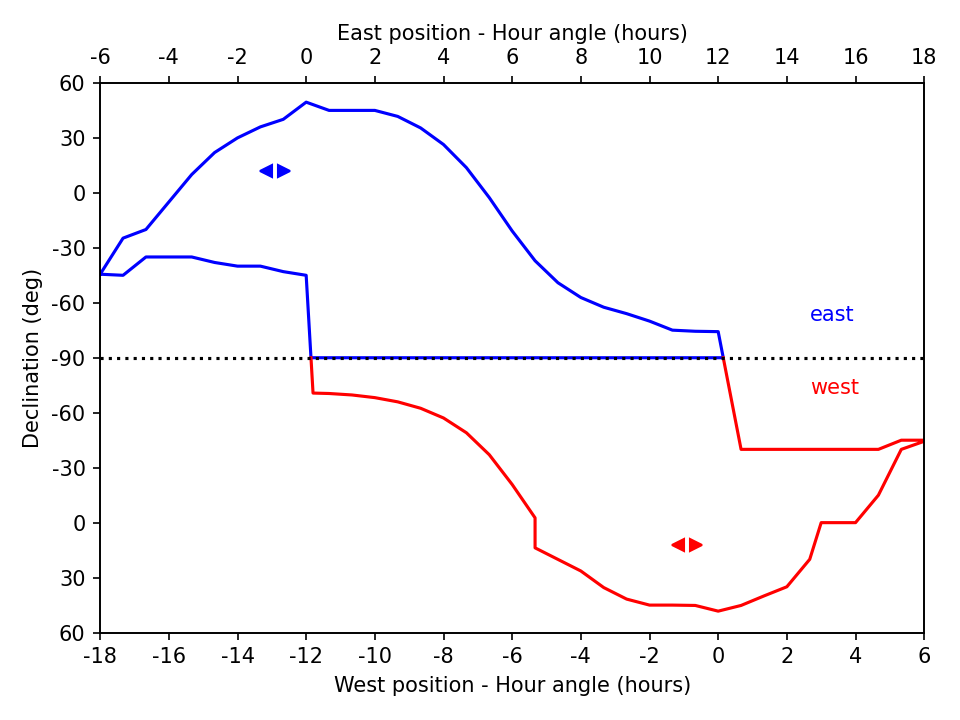 East position - Hour angle (hours)
-6 -4 -2 0 2 4 6 8 10 12 14 16 18
60
30
0
-30
-60
-90
-60
-30
0
30
60
Declination (deg)
east
west
-18 -16 -14 -12 -10 -8 -6 -4 -2 0 2 4 6
West position - Hour angle (hours)